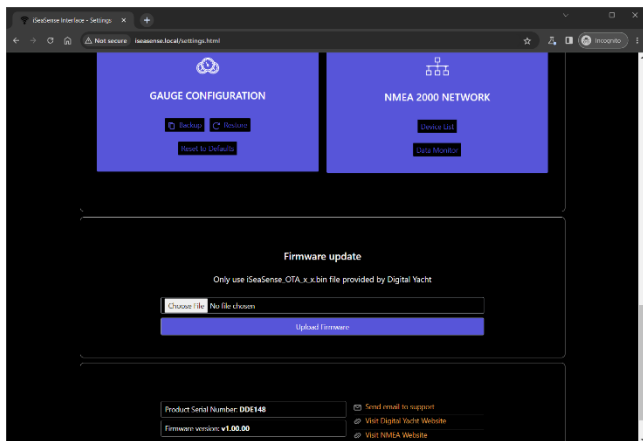 iSeaSense Interface - Settings
Not secure iseasense.local/settings.html
Incognito
GAUGE CONFIGURATION
Backup Restore
Reset to Defaults
NMEA 2000 NETWORK
Device List
Data Monitor
Firmware update
Only use iSeaSense_OTA_x_x.bin file provided by Digital Yacht
Choose File No file chosen
Upload Firmware
Product Serial Number: DDE148
Firmware version: v1.00.00
Send email to support
Visit Digital Yacht Website
Visit NMEA Website